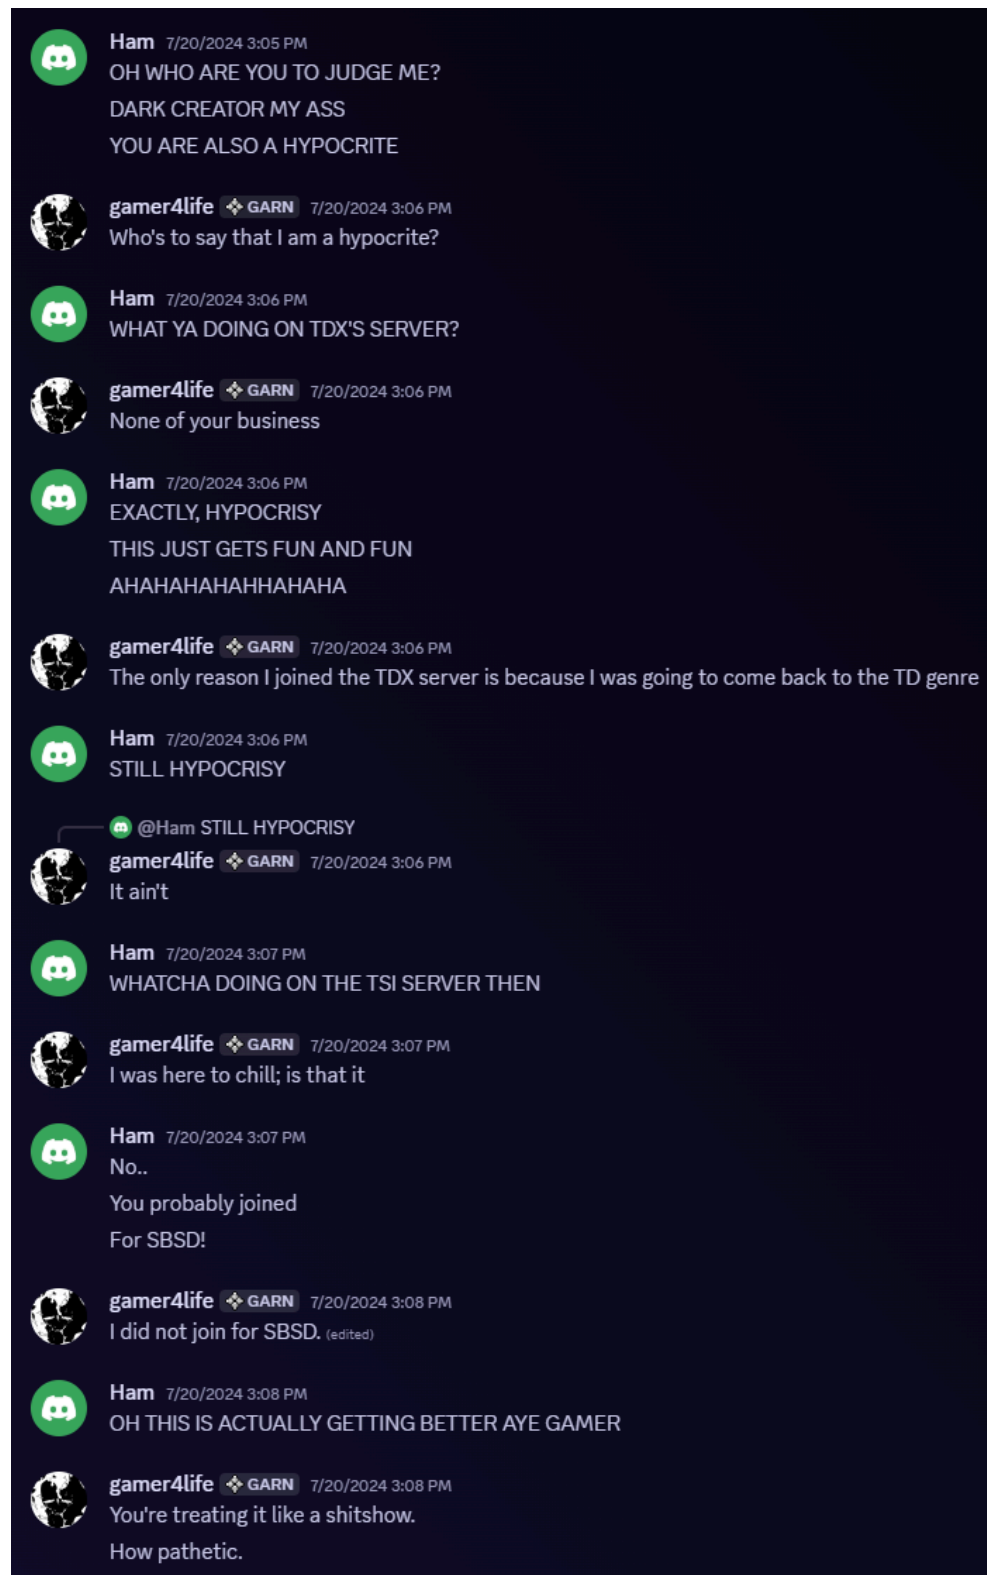 Ham 7/20/2024 3:05 PM
OH WHO ARE YOU TO JUDGE ME?
DARK CREATOR MY ASS
YOU ARE ALSO A HYPOCRITE
gamer4life GARN 7/20/2024 3:06 PM
Who's to say that I am a hypocrite?
Ham 7/20/2024 3:06 PM
WHAT YA DOING ON TDX'S SERVER?
gamer4life GARN 7/20/2024 3:06 PM
None of your business
Ham 7/20/2024 3:06 PM
EXACTLY, HYPOCRISY
THIS JUST GETS FUN AND FUN
AHAHAHAHAHHAHAHA
gamer4life GARN 7/20/2024 3:06 PM
The only reason I joined the TDX server is because I was going to come back to the TD genre
Ham 7/20/2024 3:06 PM
STILL HYPOCRISY
@Ham STILL HYPOCRISY
gamer4life GARN 7/20/2024 3:06 PM
It ain't
Ham 7/20/2024 3:07 PM
WHATCHA DOING ON THE TSI SERVER THEN
gamer4life GARN 7/20/2024 3:07 PM
I was here to chill; is that it
Ham 7/20/2024 3:07 PM
No..
You probably joined
For SBSD!
gamer4life GARN 7/20/2024 3:08 PM
I did not join for SBSD. (edited)
Ham 7/20/2024 3:08 PM
OH THIS IS ACTUALLY GETTING BETTER AYE GAMER
gamer4life GARN 7/20/2024 3:08 PM
You're treating it like a shitshow.
How pathetic.